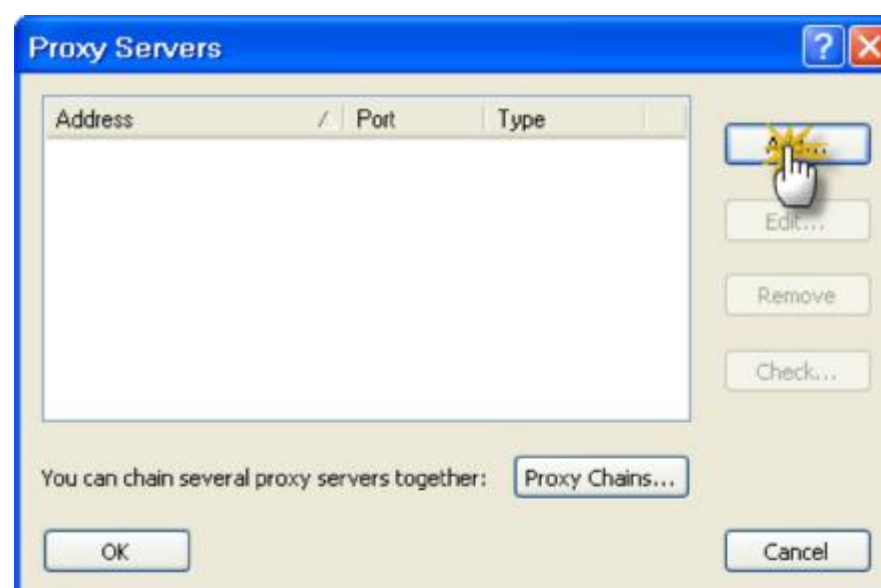 Proxy Servers
Address / Port Type
Edit...
Remove
Check...
You can chain several proxy servers together: Proxy Chains...
OK Cancel